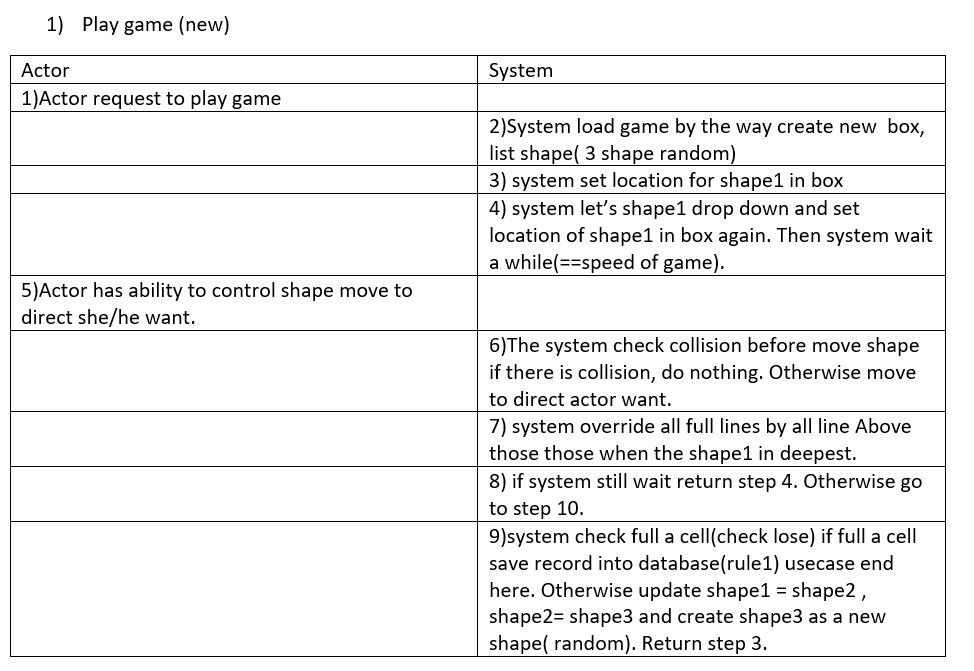 1) Play game (new)
Actor
System
1)Actor request to play game
2)System load game by the way create new box,
list shape( 3 shape random)
3) system set location for shape1 in box
4) system let’s shape1 drop down and set
location of shape1 in box again. Then system wait
a while(==speed of game).
5)Actor has ability to control shape move to
direct she/he want.
6)The system check collision before move shape
if there is collision, do nothing. Otherwise move
to direct actor want.
7) system override all full lines by all line Above
those those when the shape1 in deepest.
8) if system still wait return step 4. Otherwise go
to step 10.
9)system check full a cell(check lose) if full a cell
save record into database(rule1) usecase end
here. Otherwise update shape1 = shape2 ,
shape2= shape3 and create shape3 as a new
shape( random). Return step 3.